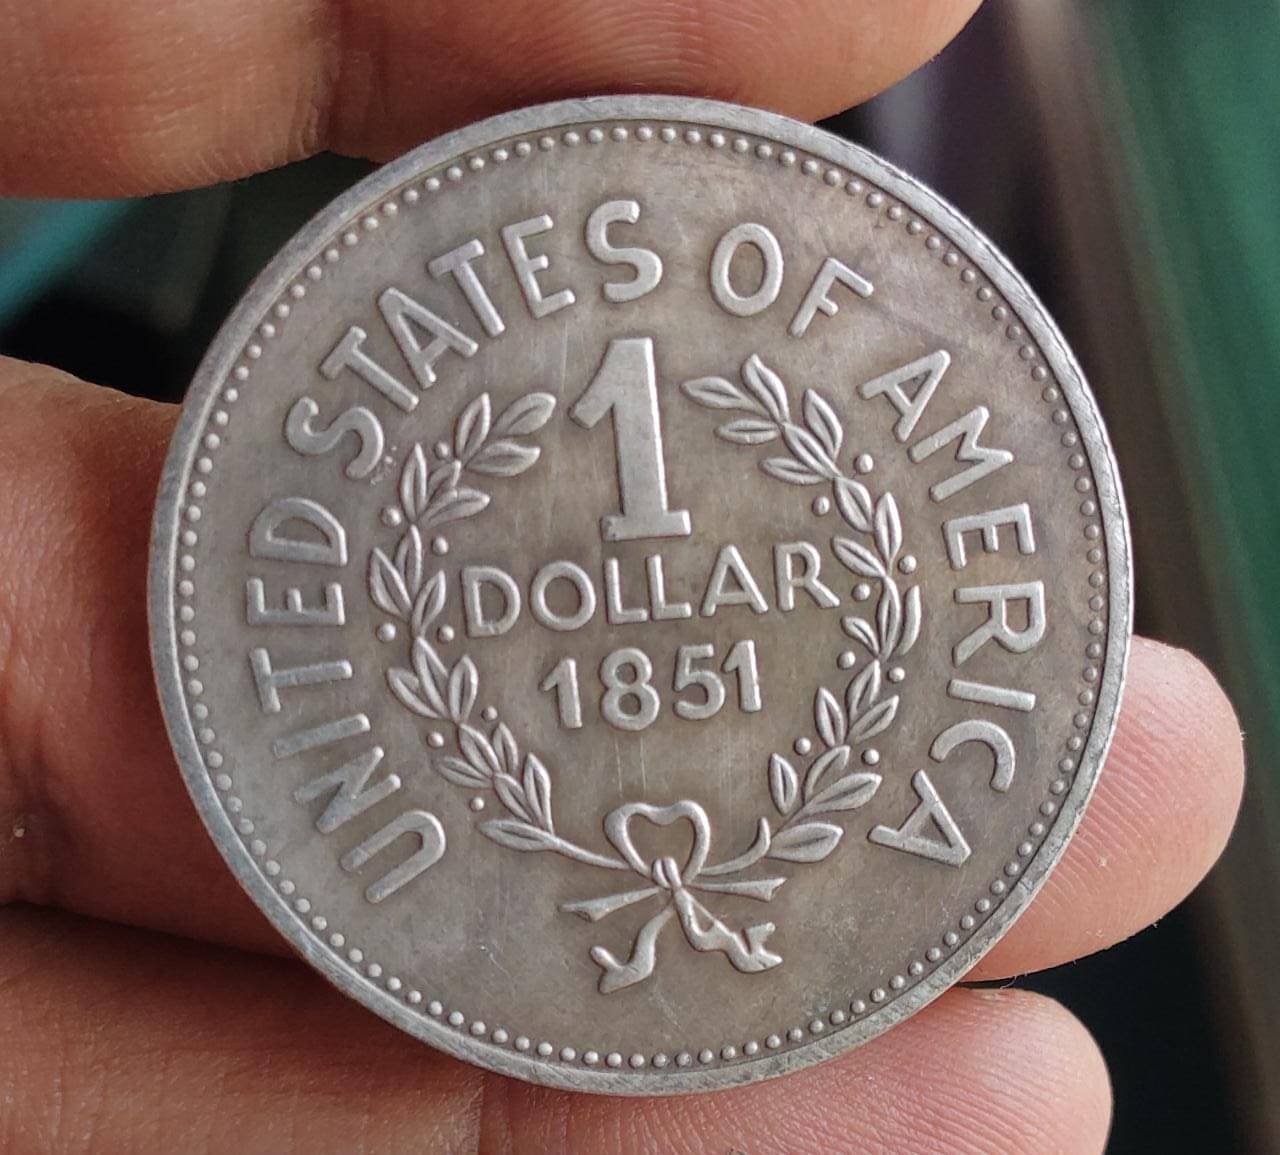 UNITED STATES OF AMERICA
1
DOLLAR
1851